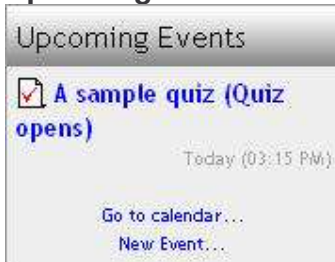 Upcoming Events
A sample quiz (Quiz
opens)
Today (03:15 PM)
Go to calendar...
New Event...